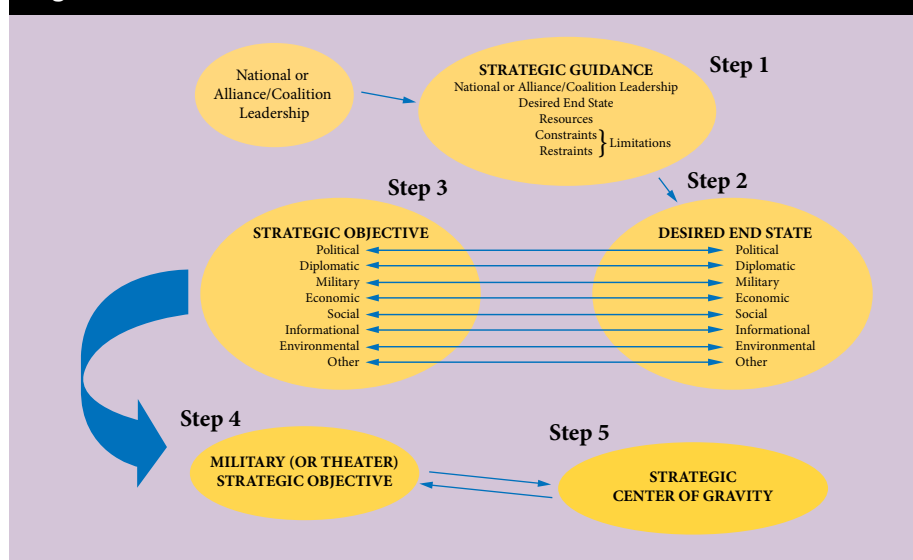 National or
Alliance/Coalition
Leadership
Step 1
STRATEGIC GUIDANCE
National or Alliance/Coalition Leadership
Desired End State
Resources
Constraints
Restraints
} Limitations
Step 2
Step 3
STRATEGIC OBJECTIVE
Political
Diplomatic
Military
Economic
Social
Informational
Environmental
Other
DESIRED END STATE
Political
Diplomatic
Military
Economic
Social
Informational
Environmental
Other
Step 4
MILITARY (OR THEATER)
STRATEGIC OBJECTIVE
Step 5
STRATEGIC
CENTER OF GRAVITY